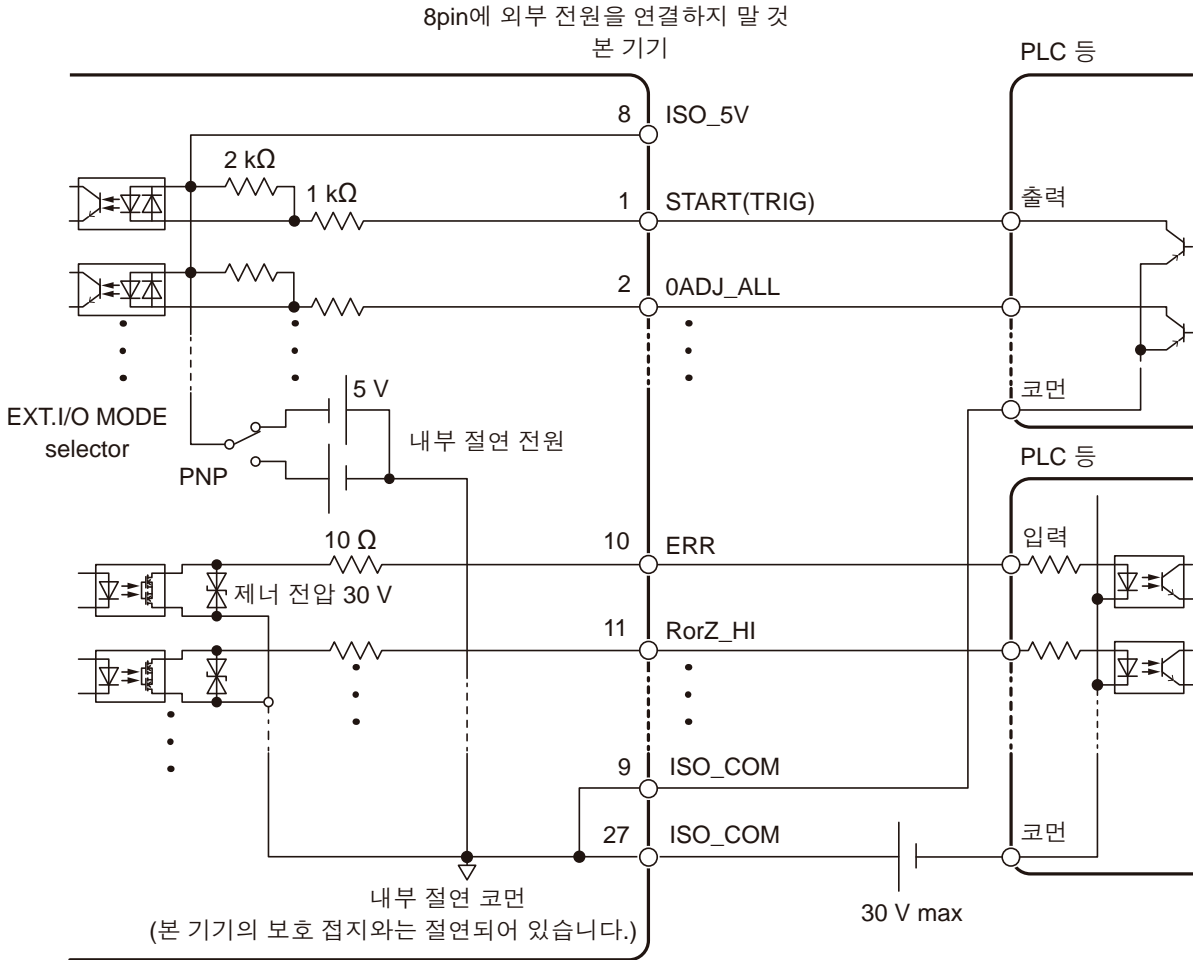 8pin에 외부 전원을 연결하지 말 것
본 기기
PLC 등
8 ISO_5V
2 kΩ
1 kΩ
1 START(TRIG)
출력
2 0ADJ_ALL
코먼
5 V
EXT.I/O MODE
selector
내부 절연 전원
PNP
PLC 등
10 Ω
10 ERR
입력
제너 전압 30 V
11 RorZ_HI
9 ISO_COM
27 ISO_COM
코먼
내부 절연 코먼
(본 기기의 보호 접지와는 절연되어 있습니다.)
30 V max